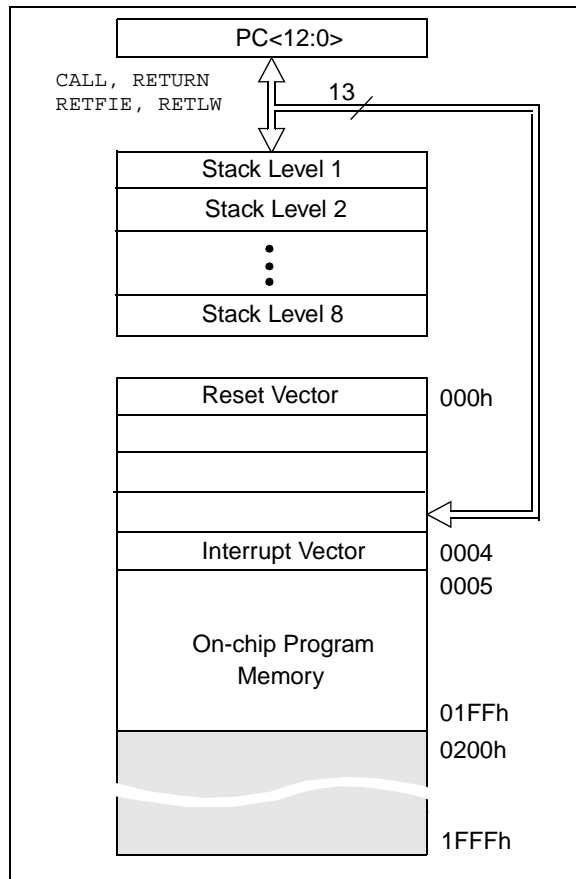 PC<12:0>
CALL, RETURN
RETFIE, RETLW
13
Stack Level 1
Stack Level 2
Stack Level 8
Reset Vector
000h
Interrupt Vector
0004
0005
On-chip Program
Memory
01FFh
0200h
1FFFh